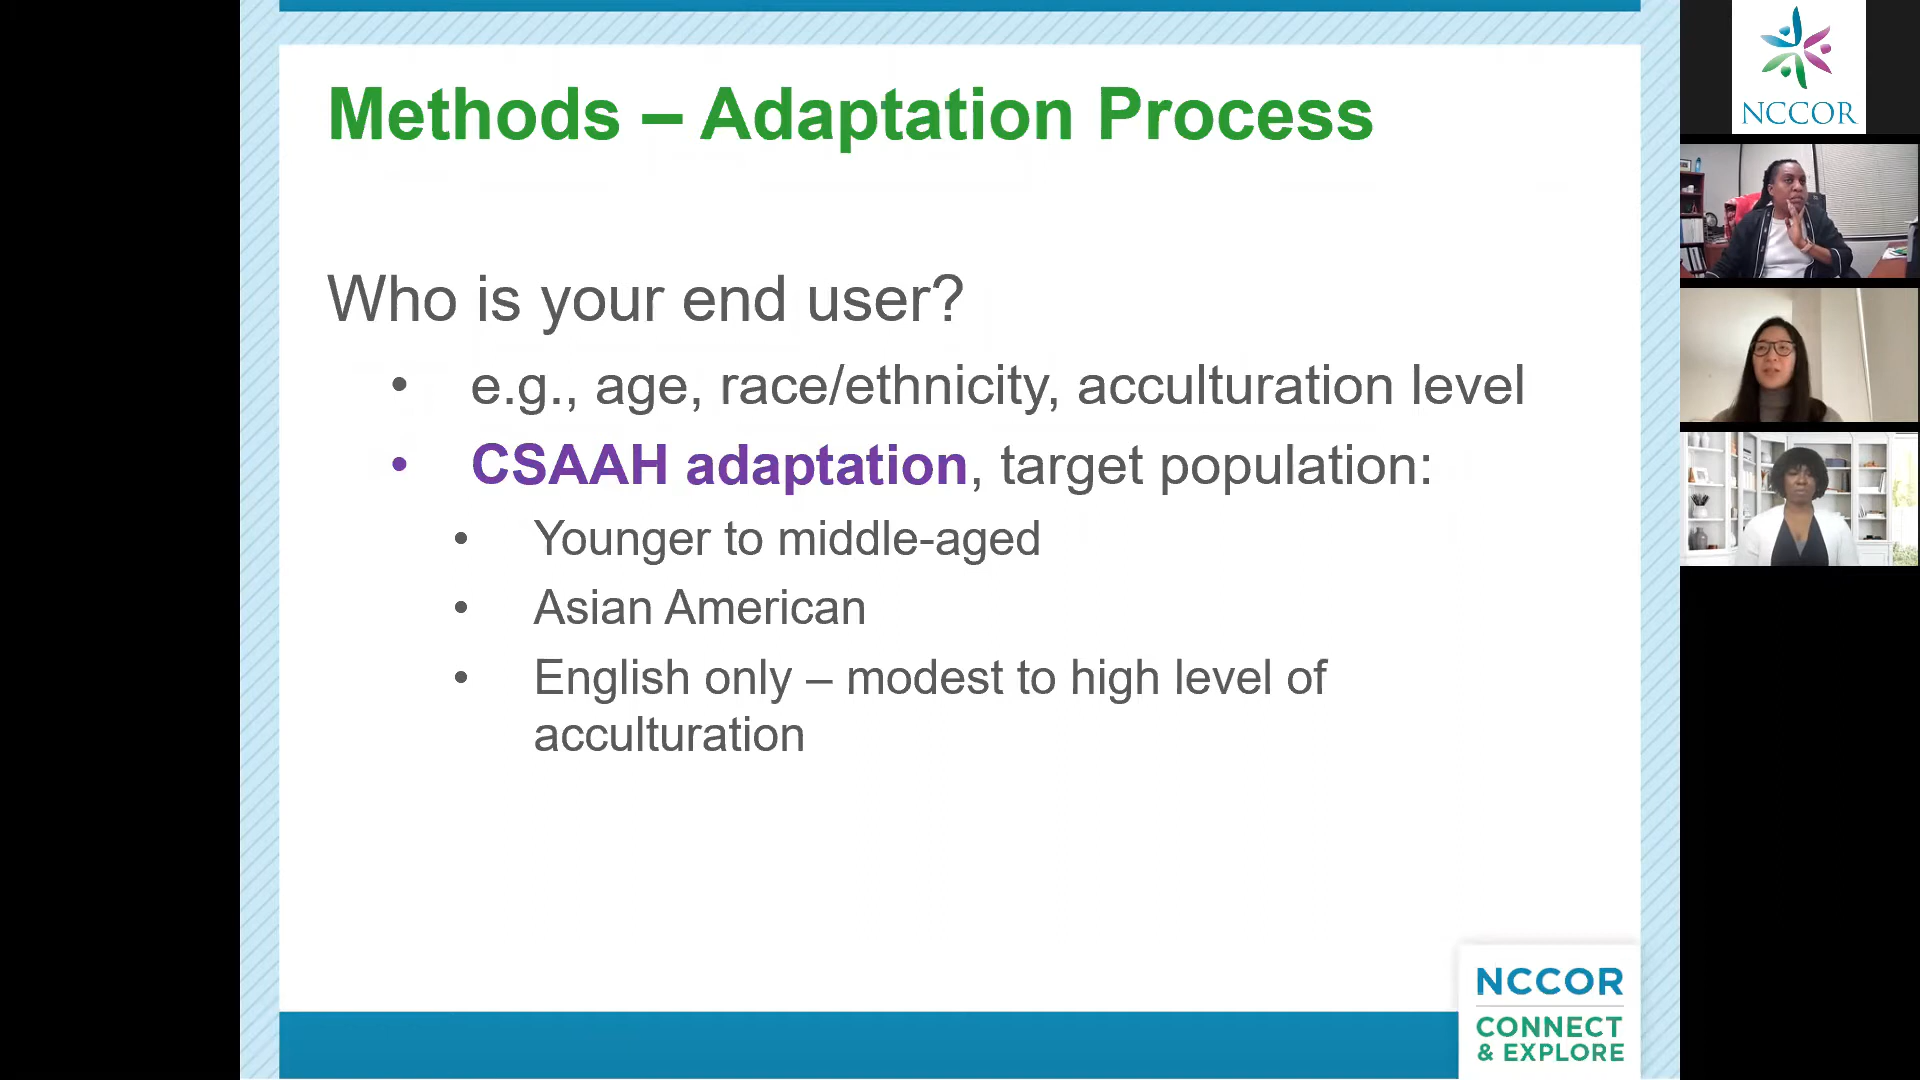 Methods – Adaptation Process
Who is your end user?
• e.g., age, race/ethnicity, acculturation level
• CSAAH adaptation, target population:
• Younger to middle-aged
• Asian American
• English only – modest to high level of
acculturation
NCCOR
CONNECT
& EXPLORE
NCCOR